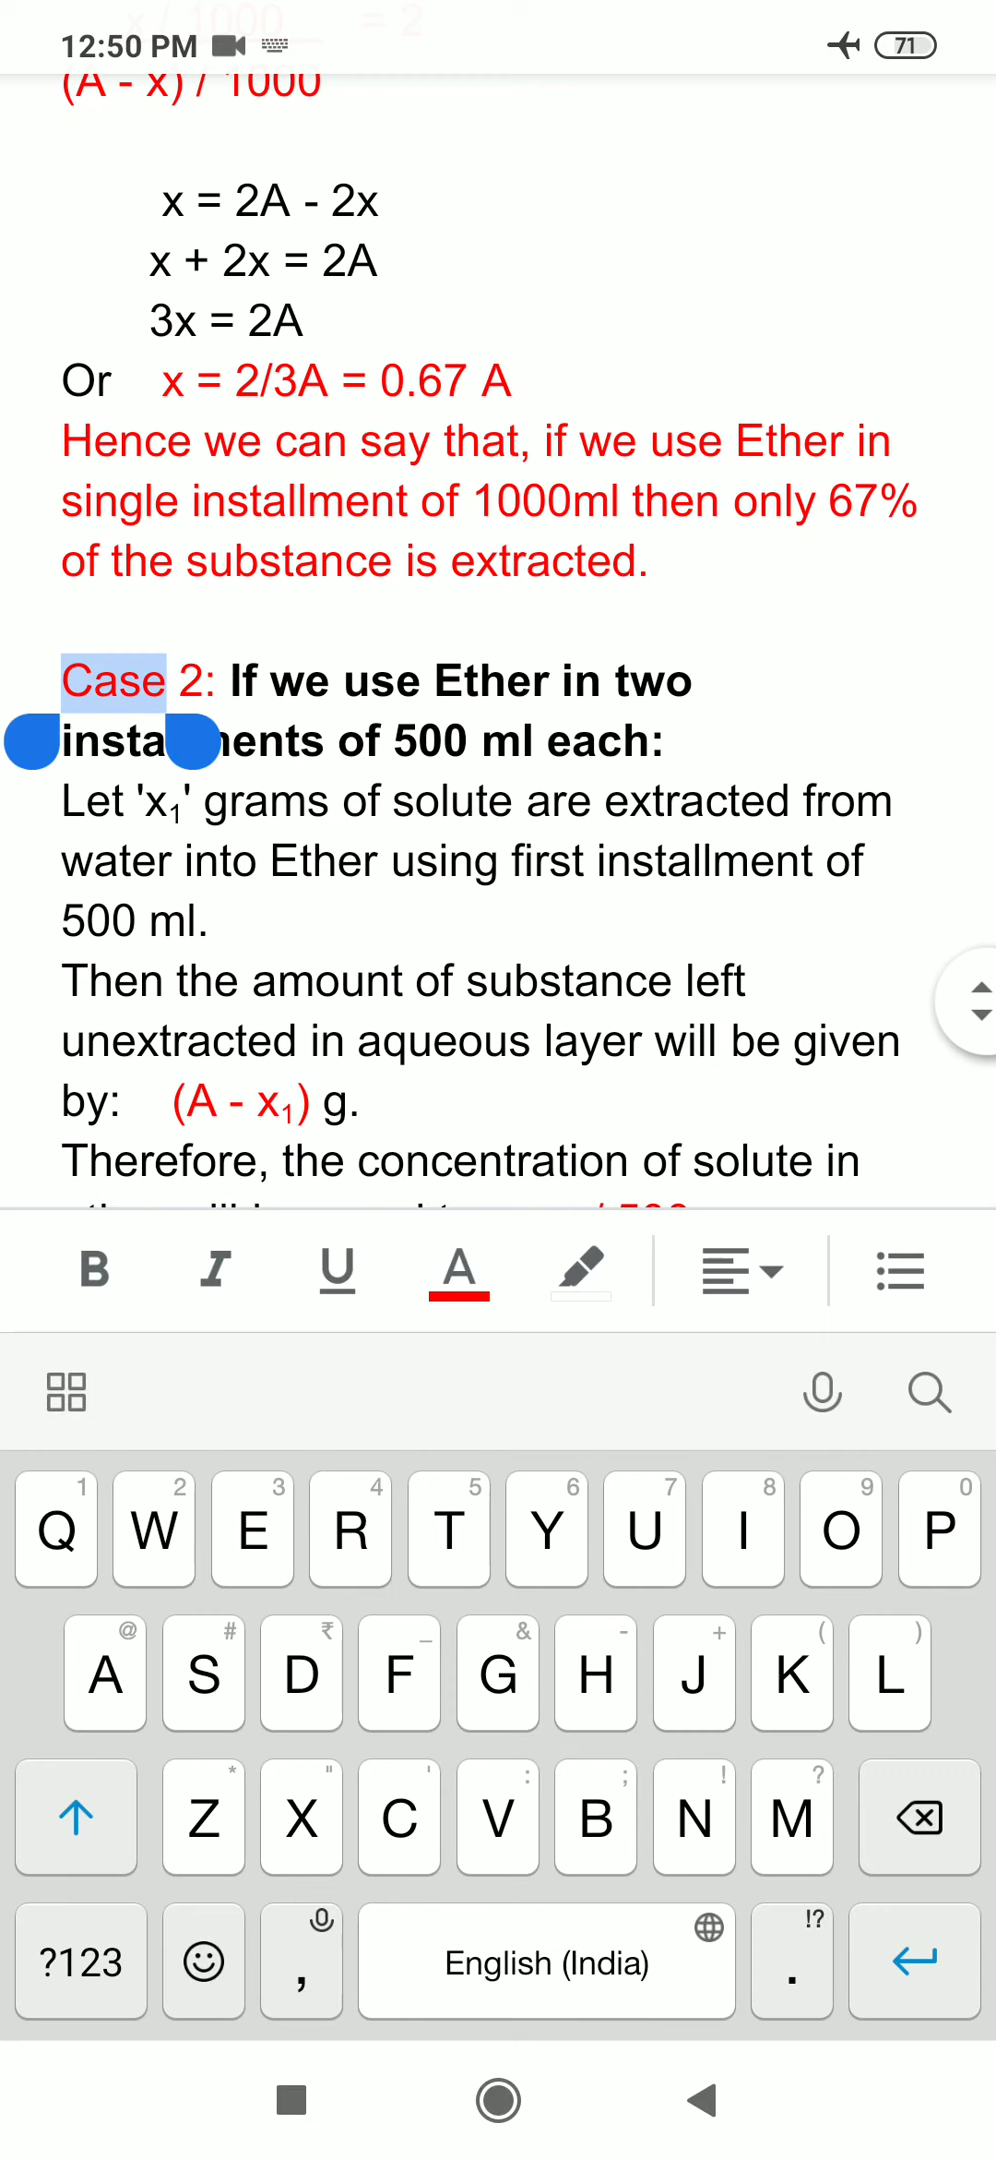 x / 1000 = 2
12:50 PM 71
(A - x) / 1000
x = 2A - 2x
x + 2x = 2A
3x = 2A
Or x = 2/3A = 0.67 A
Hence we can say that, if we use Ether in
single installment of 1000ml then only 67%
of the substance is extracted.
Case 2: If we use Ether in two
of 500 ml each:
Let 'x₁' grams of solute are extracted from
water into Ether using first installment of
500 ml.
Then the amount of substance left
unextracted in aqueous layer will be given
by: (A - x₁) g.
Therefore, the concentration of solute in
B I U A
1 2 3 4 5 6 7 8 9 0
Q W E R T Y U I O P
@ # ₹ _ & - + ( )
A S D F G H J K L
* " ' : ; ! ?
Z X C V B N M
!?
?123 , English (India) .